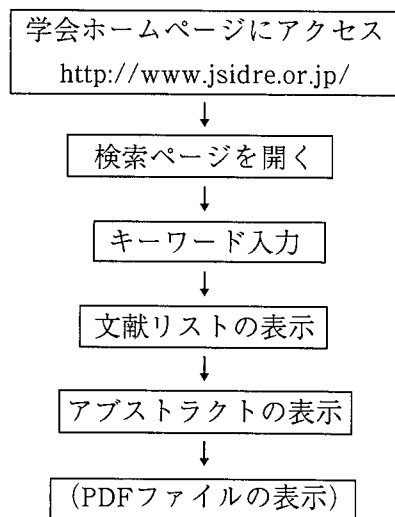 学会ホームページにアクセス
http://www.jsidre.or.jp/
検索ページを開く
キーワード入力
文献リストの表示
アブストラクトの表示
(PDFファイルの表示)